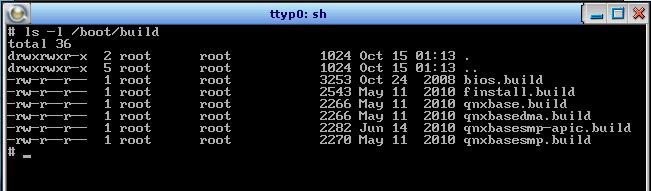 ttyp0: sh
# ls -l /boot/build
total 36
drwxrwxr-x  2 root      root            1024 Oct 15 01:13 .
drwxrwxr-x  5 root      root            1024 Oct 15 01:13 ..
-rw-r--r--  1 root      root            3253 Oct 24  2008 bios.build
-rw-r--r--  1 root      root            2543 May 11  2010 finstall.build
-rw-r--r--  1 root      root            2266 May 11  2010 qnxbase.build
-rw-r--r--  1 root      root            2266 May 11  2010 qnxbasedma.build
-rw-r--r--  1 root      root            2282 Jun 14  2010 qnxbasesmp-apic.build
-rw-r--r--  1 root      root            2270 May 11  2010 qnxbasesmp.build
# _